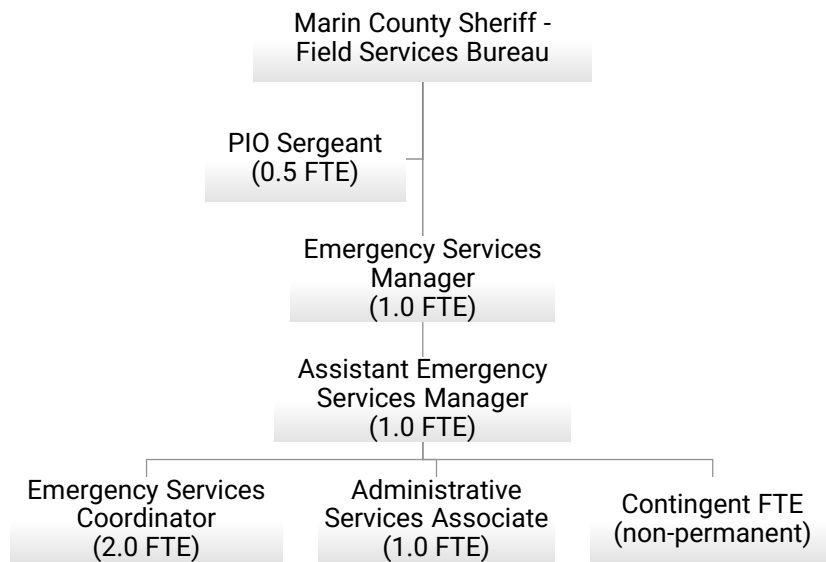 Marin County Sheriff -
Field Services Bureau
PIO Sergeant
(0.5 FTE)
Emergency Services
Manager
(1.0 FTE)
Assistant Emergency
Services Manager
(1.0 FTE)
Emergency Services
Coordinator
(2.0 FTE)
Administrative
Services Associate
(1.0 FTE)
Contingent FTE
(non-permanent)